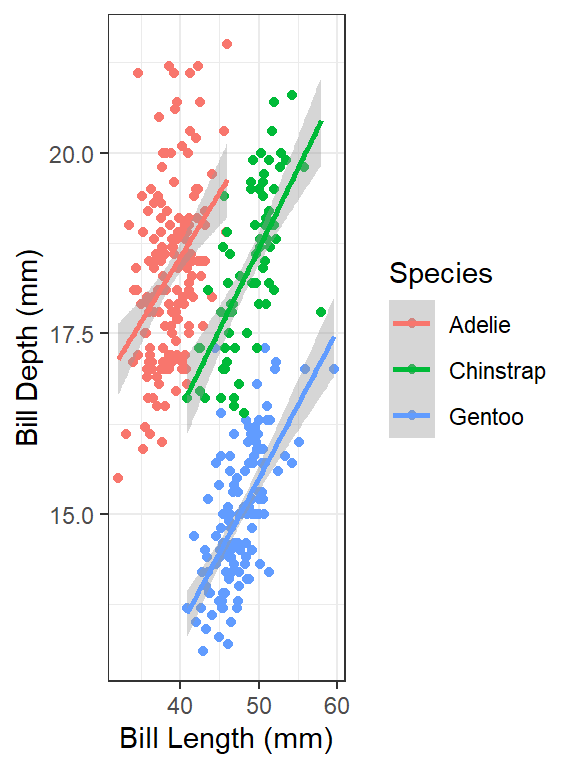 Bill Depth (mm)
20.0
17.5
15.0
40 50 60
Bill Length (mm)
Species
Adelie
Chinstrap
Gentoo